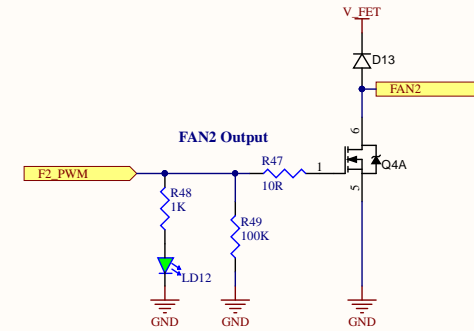 V_FET
D13
FAN2
FAN2 Output
6
R47
1
Q4A
F2_PWM
10R
5
R48
1K
R49
100K
LD12
GND
GND
GND